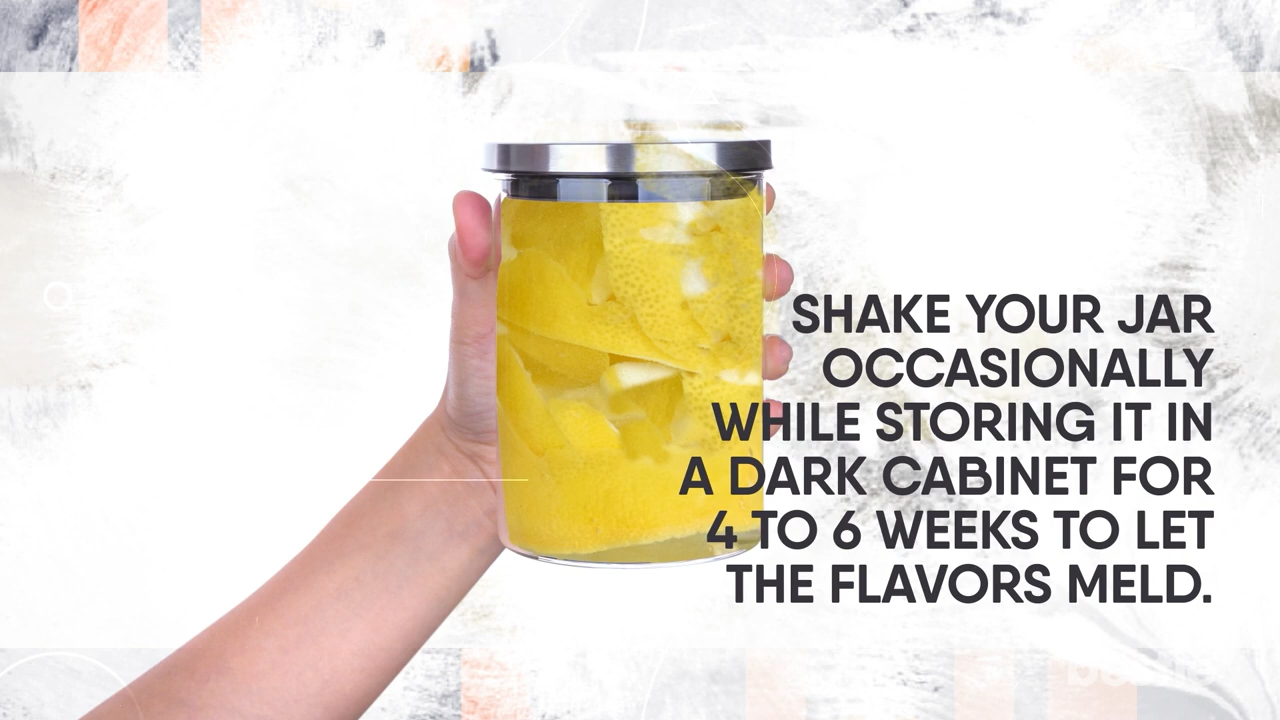 SHAKE YOUR JAR
OCCASIONALLY
WHILE STORING IT IN
A DARK CABINET FOR
4 TO 6 WEEKS TO LET
THE FLAVORS MELD.